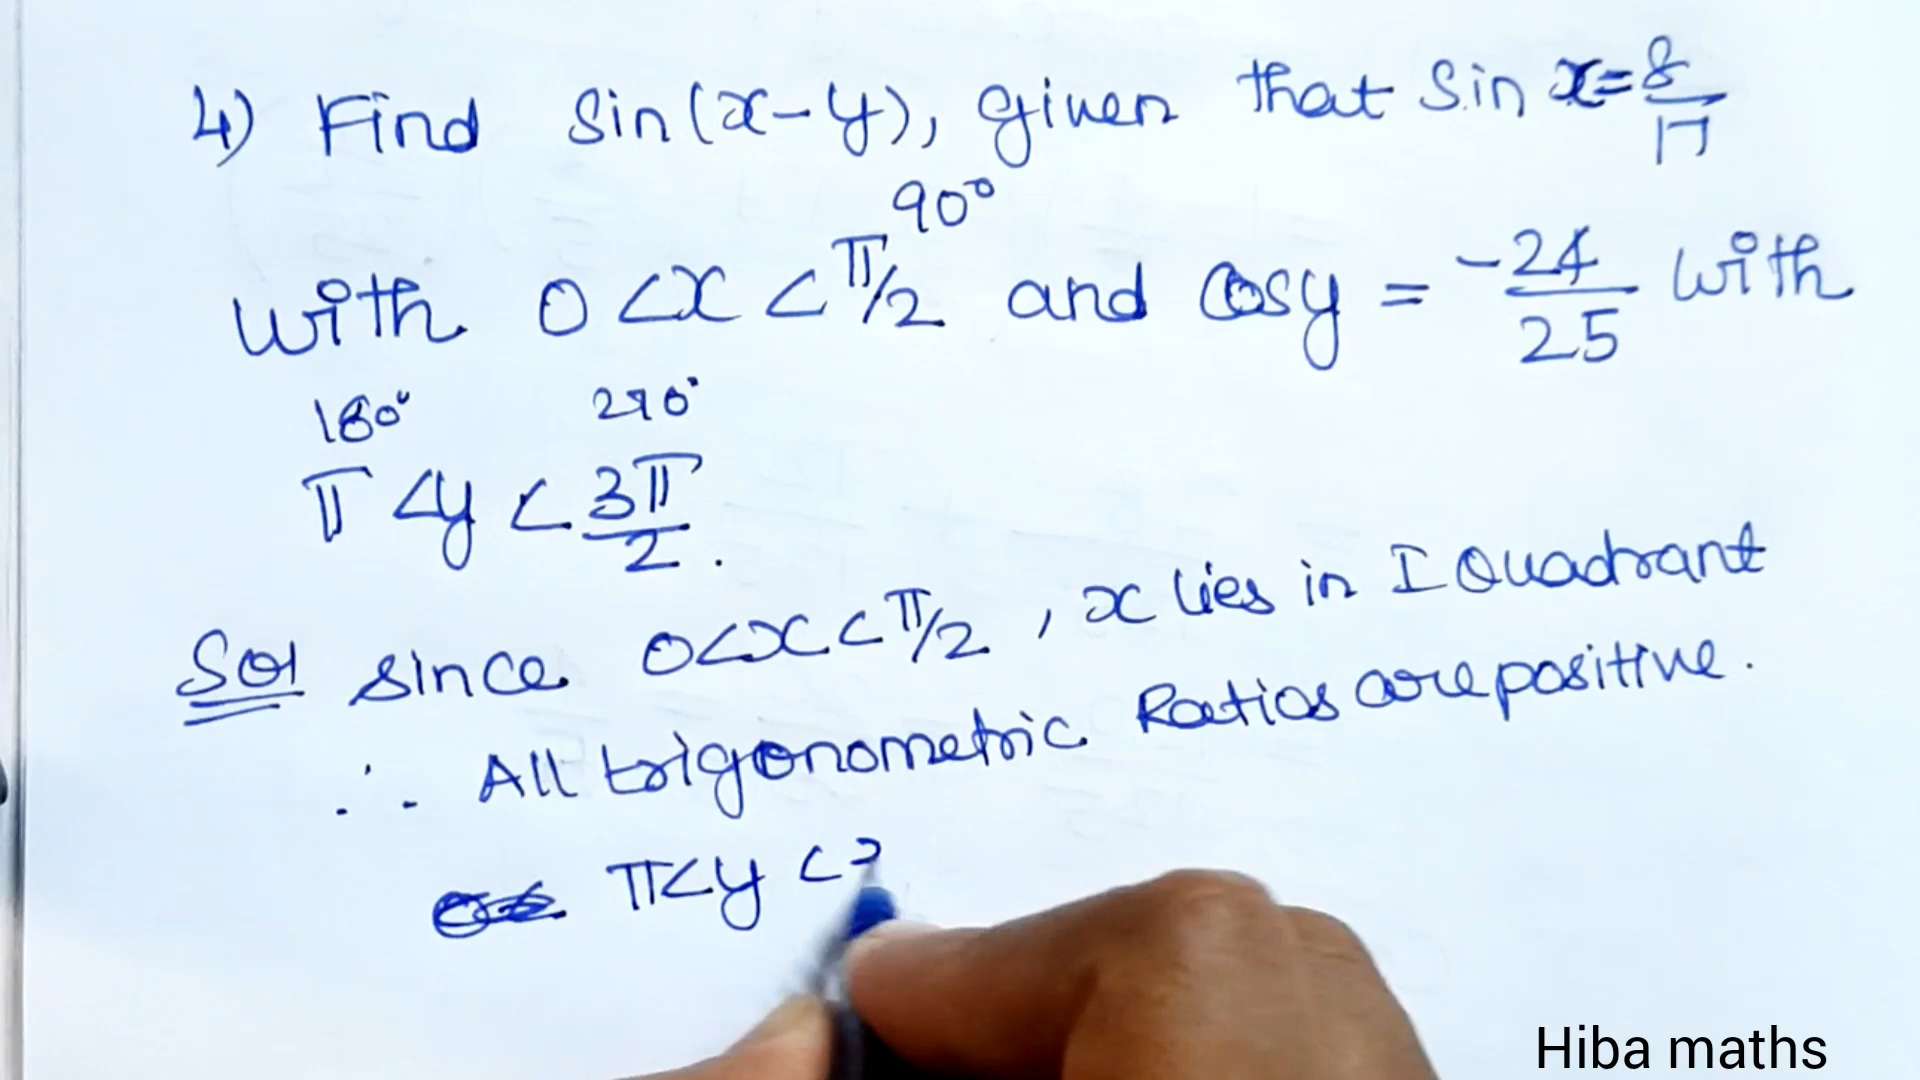 4) Find Sin(x-y), given that Sin x = 8/17
90°
with 0 < x < π/2 and Cosy = -24/25 with
180° 270°
π < y < 3π/2.
Sol since 0 < x < π/2, x lies in I Quadrant
∴ All trigonometric Ratios are positive.
π < y <
Hiba maths